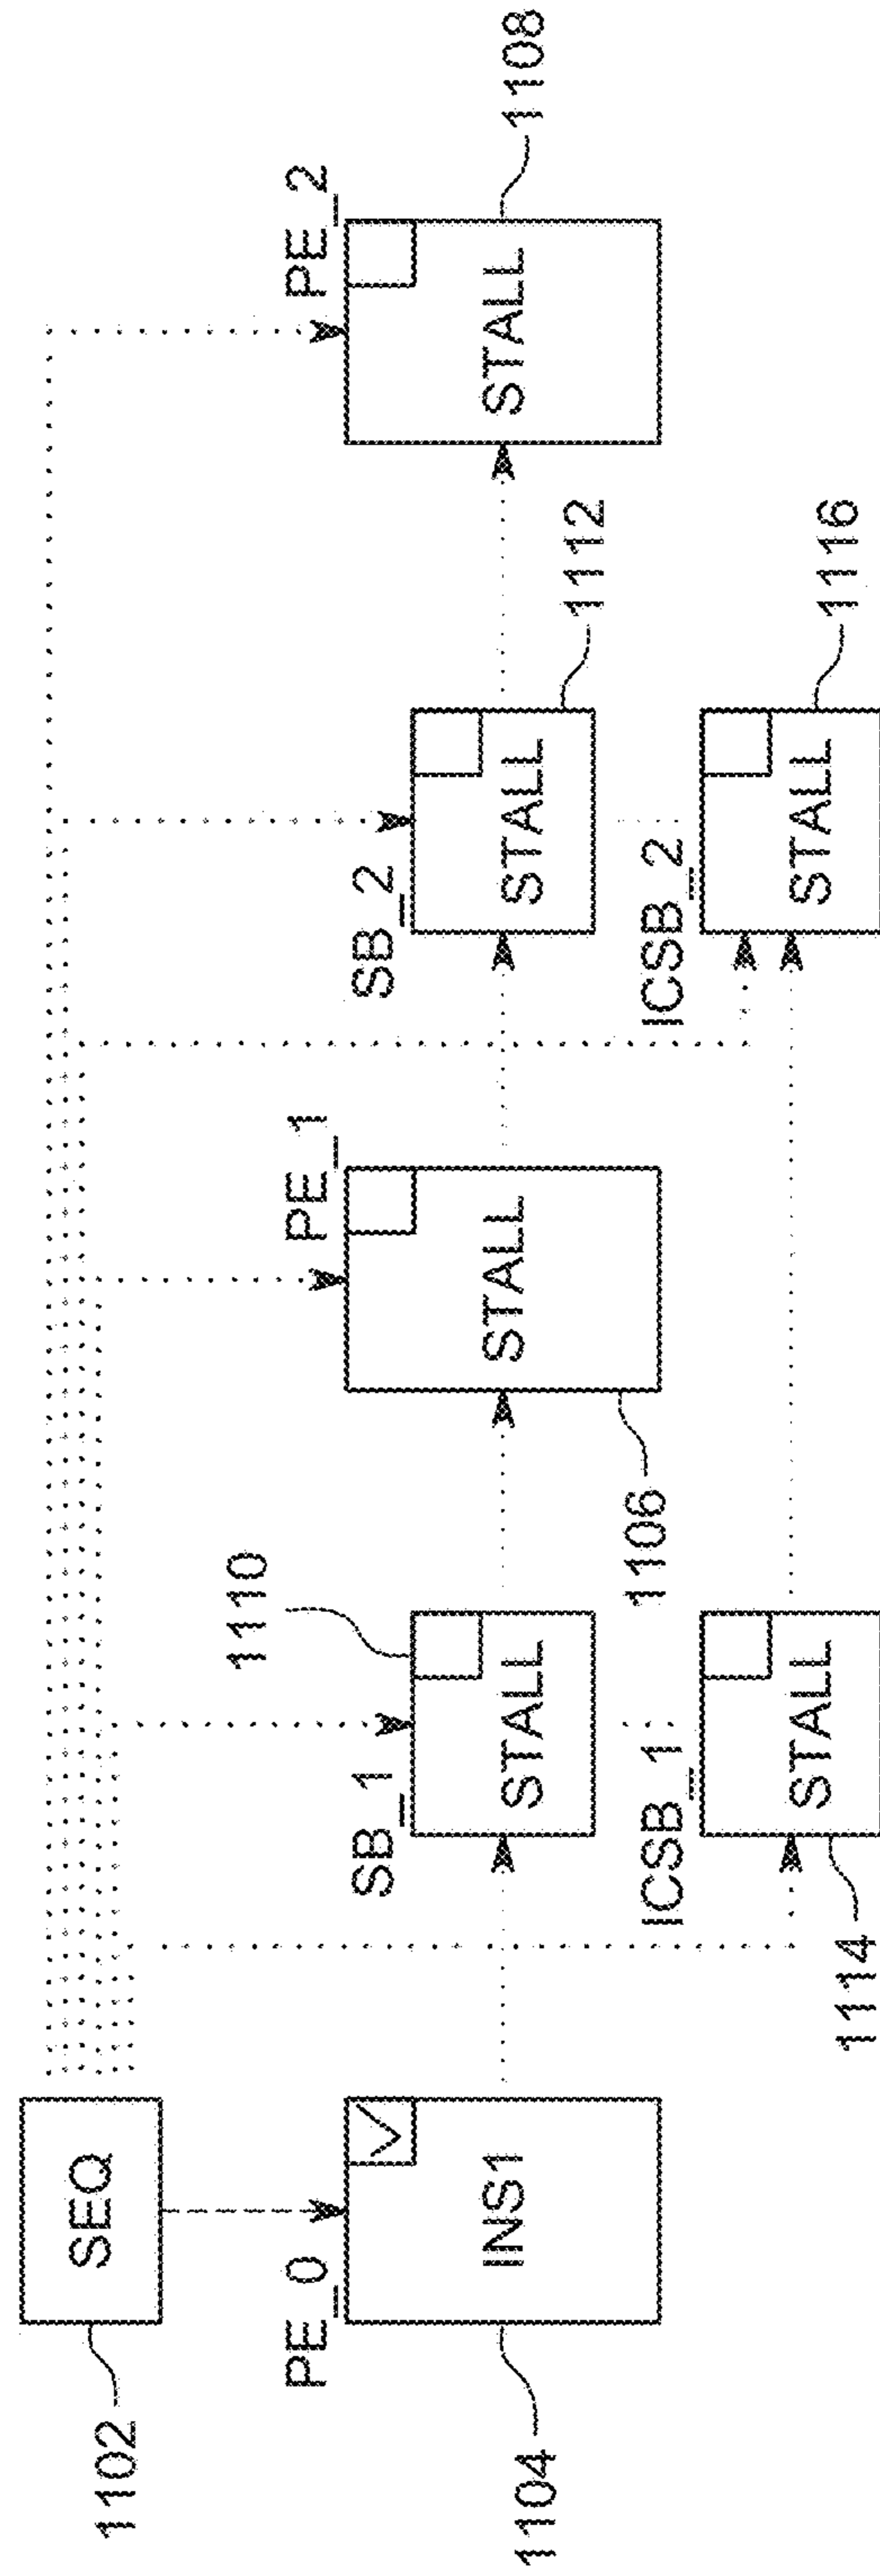 1102
SEQ
PE_0
INS1
1104
SB_1
STALL
1110
ICSB_1
STALL
1114
PE_1
STALL
1106
SB_2
STALL
1112
ICSB_2
STALL
1116
PE_2
STALL
1108